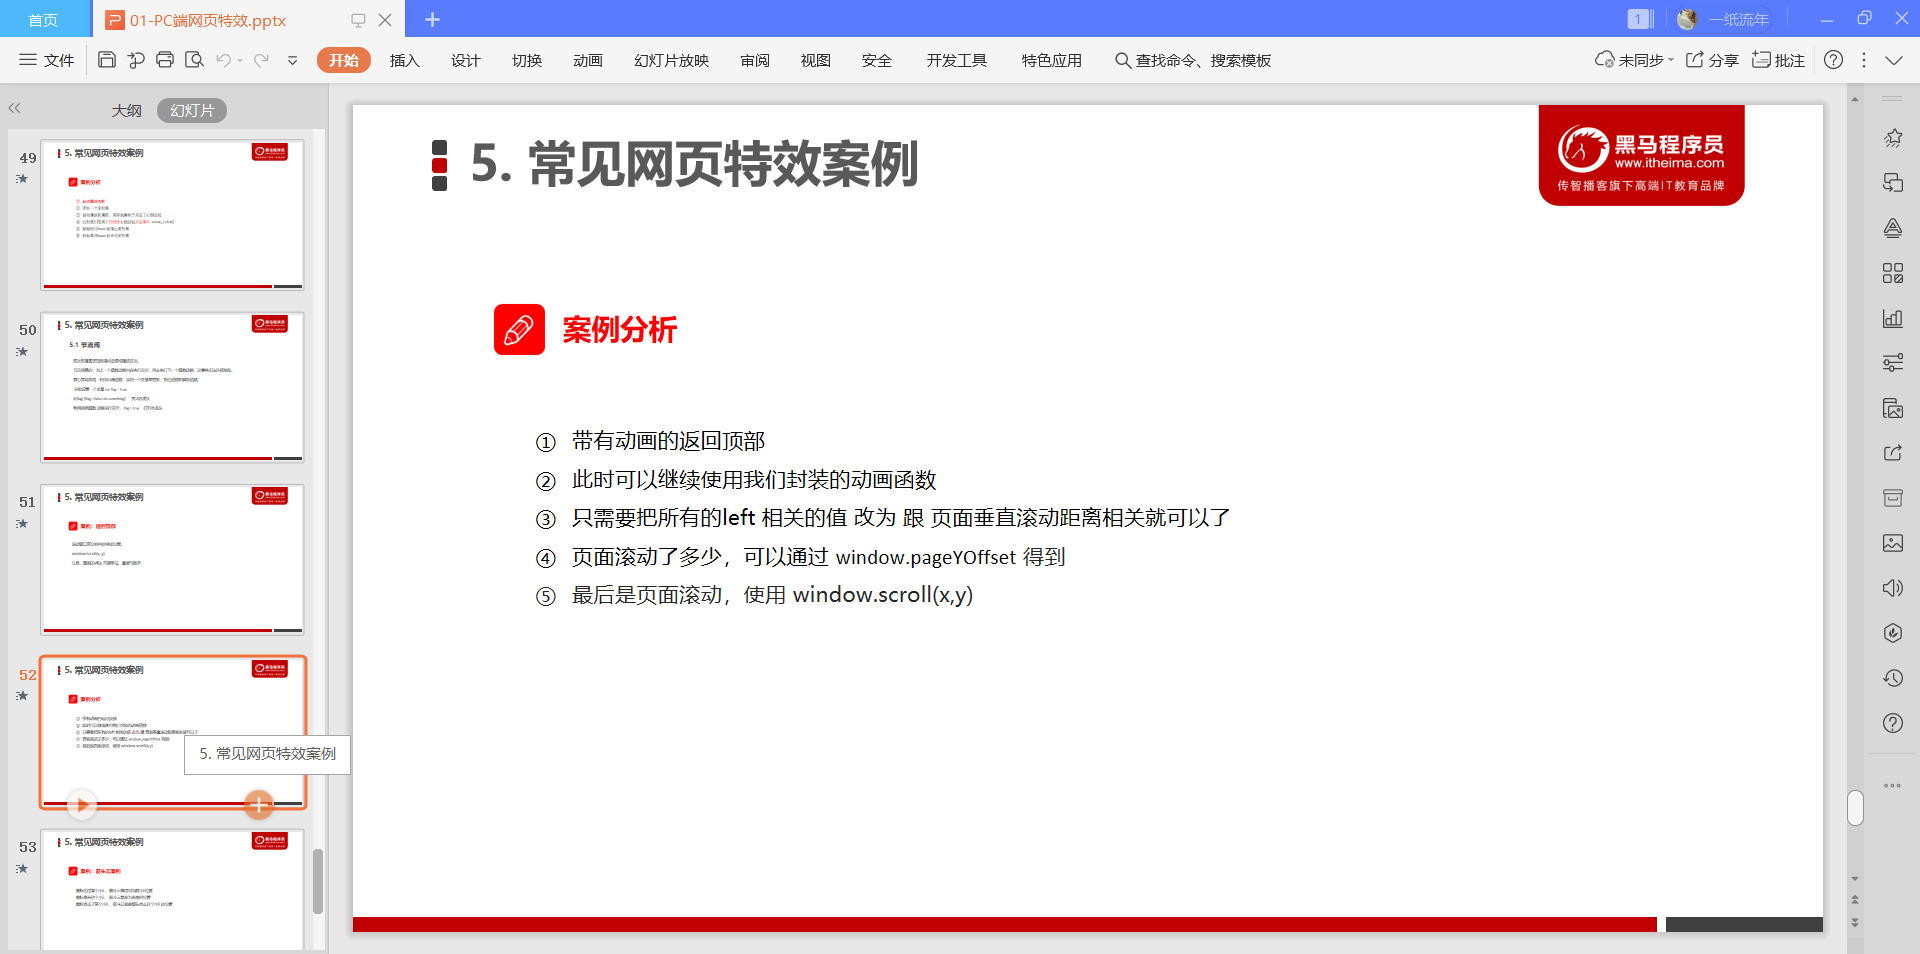 首页
01-PC端网页特效.pptx
1
一纸流年
文件
开始
插入
设计
切换
动画
幻灯片放映
审阅
视图
安全
开发工具
特色应用
查找命令、搜索模板
未同步
分享
批注
大纲
幻灯片
49
5. 常见网页特效案例
案例分析
50
5. 常见网页特效案例
5.1 节流阀
51
5. 常见网页特效案例
案例：返回顶部
window.scroll(x, y)
52
5. 常见网页特效案例
案例分析
5. 常见网页特效案例
53
5. 常见网页特效案例
案例：筋斗云案例
5. 常见网页特效案例
黑马程序员
www.itheima.com
传智播客旗下高端IT教育品牌
案例分析
① 带有动画的返回顶部
② 此时可以继续使用我们封装的动画函数
③ 只需要把所有的left 相关的值 改为 跟 页面垂直滚动距离相关就可以了
④ 页面滚动了多少，可以通过 window.pageYOffset 得到
⑤ 最后是页面滚动，使用 window.scroll(x,y)